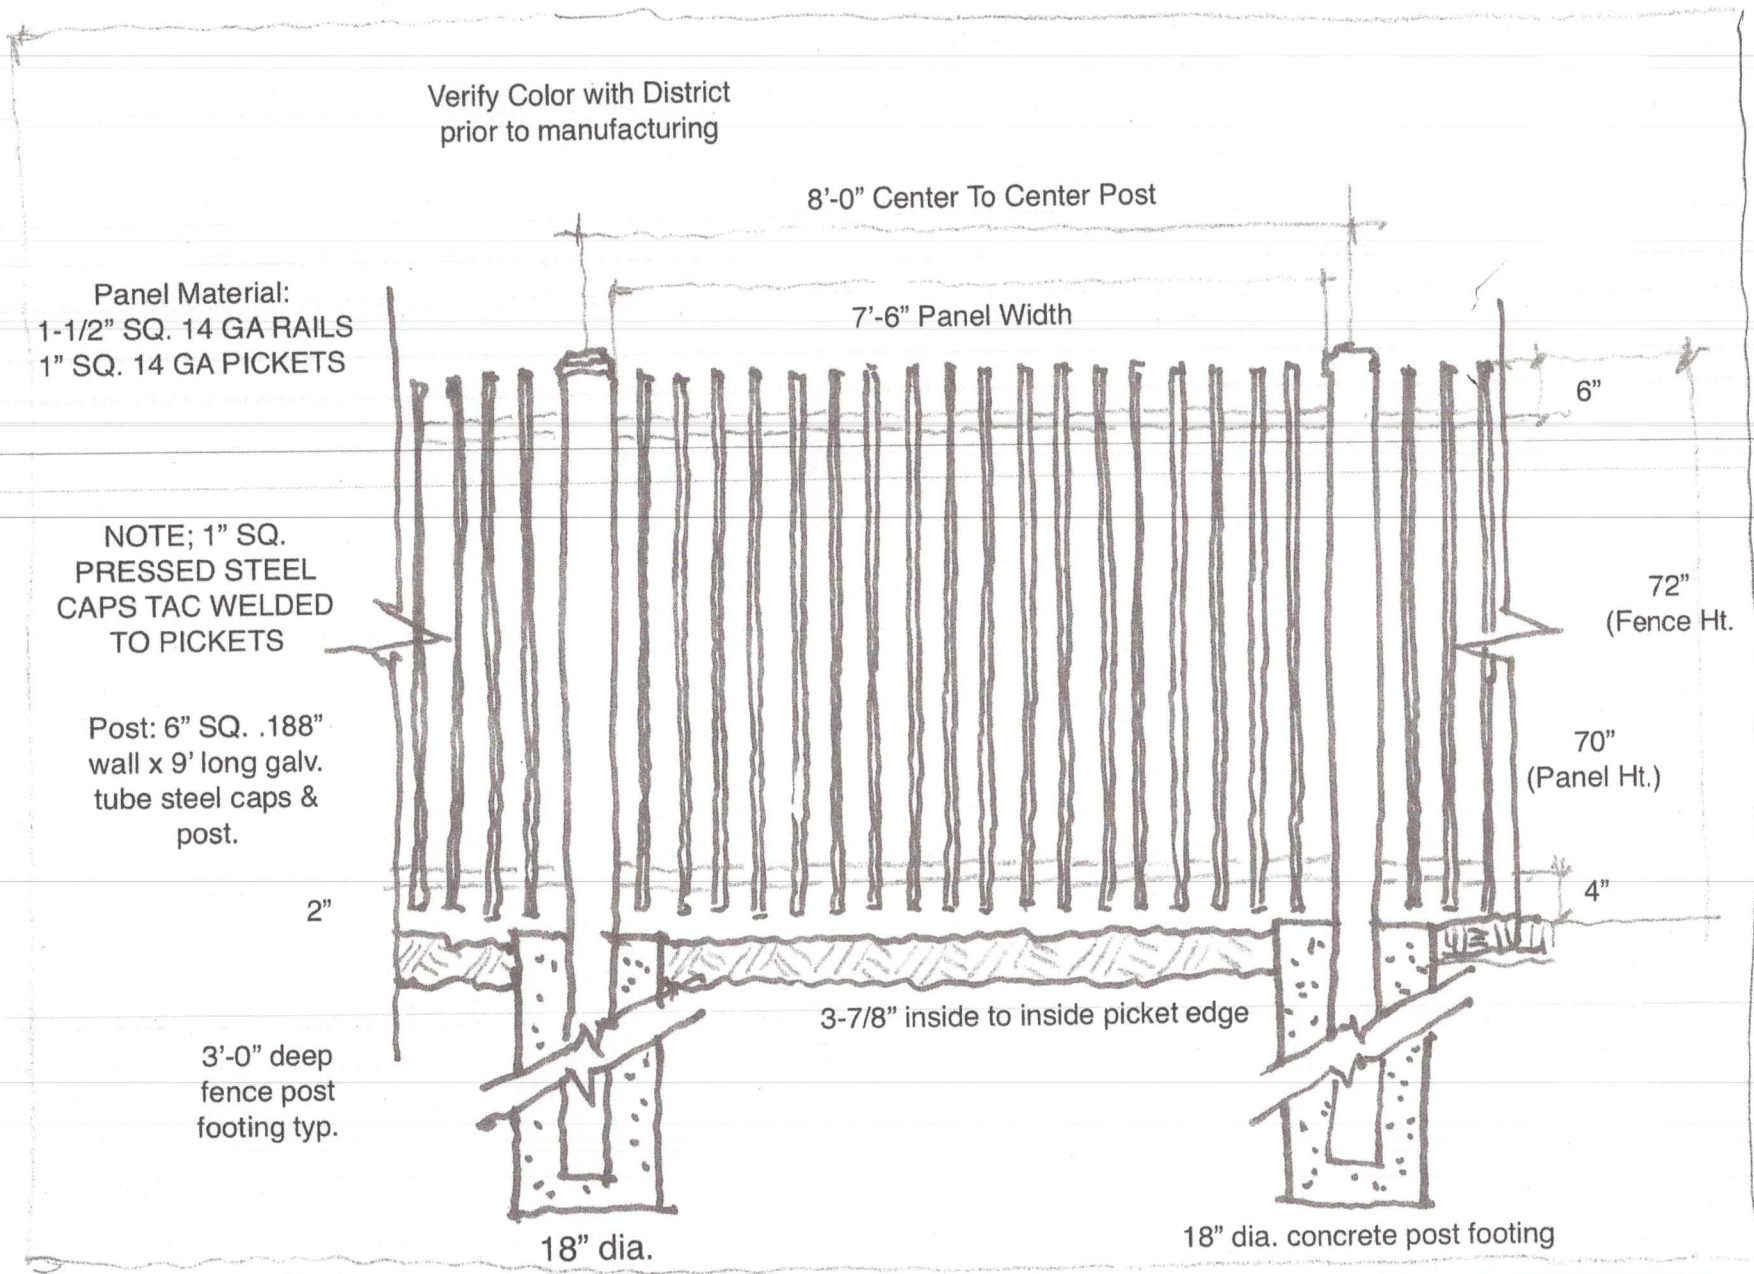 Verify Color with District
prior to manufacturing
8'-0” Center To Center Post
7'-6” Panel Width
Panel Material:
1-1/2” SQ. 14 GA RAILS
1” SQ. 14 GA PICKETS
6”
NOTE; 1” SQ.
PRESSED STEEL
CAPS TAC WELDED
TO PICKETS
72”
(Fence Ht.
Post: 6” SQ. .188”
wall x 9' long galv.
tube steel caps &
post.
70”
(Panel Ht.)
2”
4”
3-7/8” inside to inside picket edge
3'-0” deep
fence post
footing typ.
18” dia.
18” dia. concrete post footing